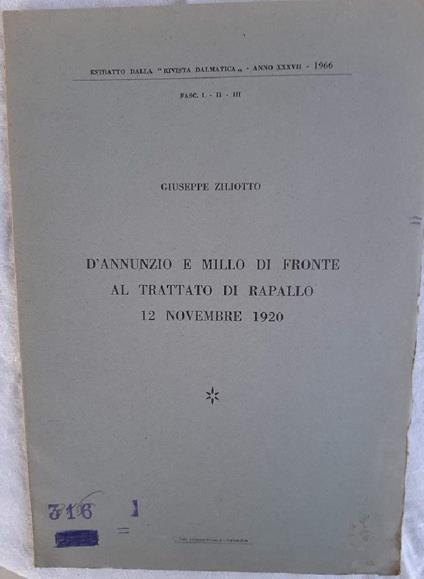 ESTRATTO DALLA "RIVISTA DALMATICA„ - ANNO XXXVII - 1966
FASC. I - II - III
GIUSEPPE ZILIOTTO
D'ANNUNZIO E MILLO DI FRONTE
AL TRATTATO DI RAPALLO
12 NOVEMBRE 1920
316 1